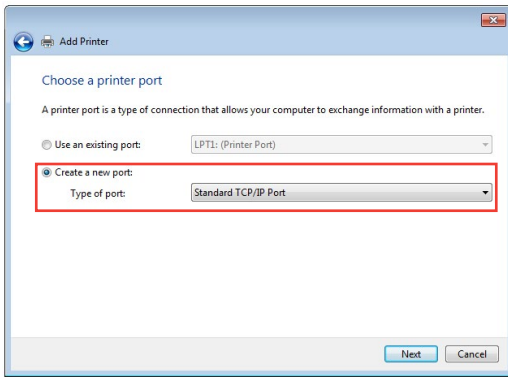 Add Printer
Choose a printer port
A printer port is a type of connection that allows your computer to exchange information with a printer.
Use an existing port: LPT1: (Printer Port)
Create a new port:
Type of port: Standard TCP/IP Port
Next Cancel